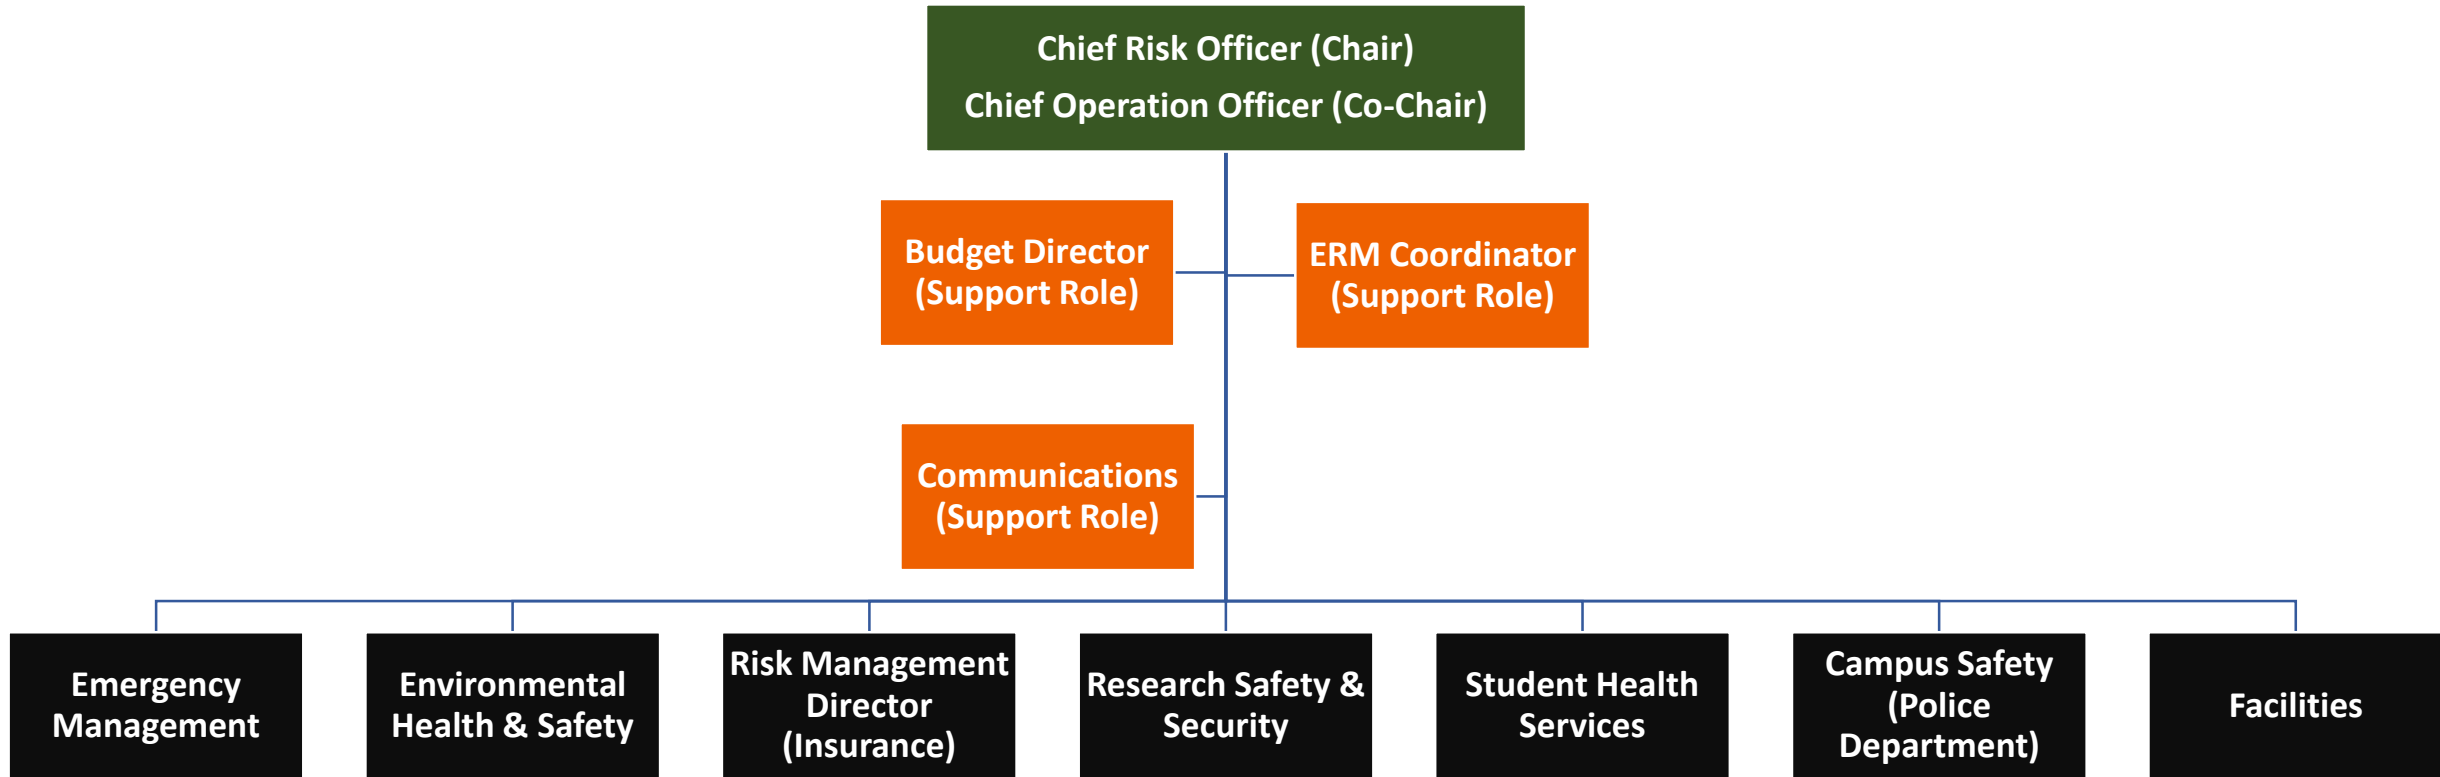 Chief Risk Officer (Chair)
Chief Operation Officer (Co-Chair)
Budget Director
(Support Role)
ERM Coordinator
(Support Role)
Communications
(Support Role)
Emergency
Management
Environmental
Health & Safety
Risk Management
Director
(Insurance)
Research Safety &
Security
Student Health
Services
Campus Safety
(Police
Department)
Facilities